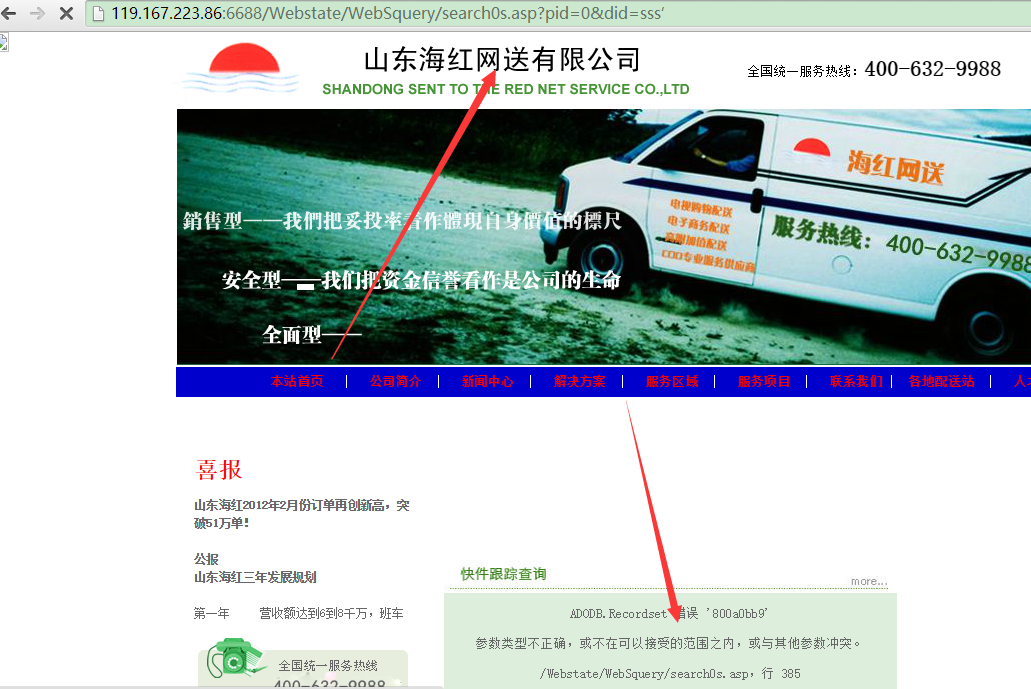 119.167.223.86:6688/Webstate/WebSquery/search0s.asp?pid=0&did=sss'
山东海红网送有限公司
SHANDONG SENT TO THE RED NET SERVICE CO.,LTD
全国统一服务热线：400-632-9988
海红网送
电视购物配送
电子商务配送
COD专业服务供应商
服务热线： 400-632-9988
銷售型——我們把妥投率看作體現自身價值的標尺
安全型——我们把资金信誉看作是公司的生命
全面型——
本站首页 | 公司简介 | 新闻中心 | 解决方案 | 服务区域 | 服务项目 | 联系我们 | 各地配送站 | 人
喜报
山东海红2012年2月份订单再创新高，突
破51万单！
公报
山东海红三年发展规划
第一年 营收额达到6到8千万，班车
全国统一服务热线
400-632-9988
快件跟踪查询
more...
ADODB.Recordset 错误 '800a0bb9'
参数类型不正确，或不在可以接受的范围之内，或与其他参数冲突。
/Webstate/WebSquery/search0s.asp，行 385